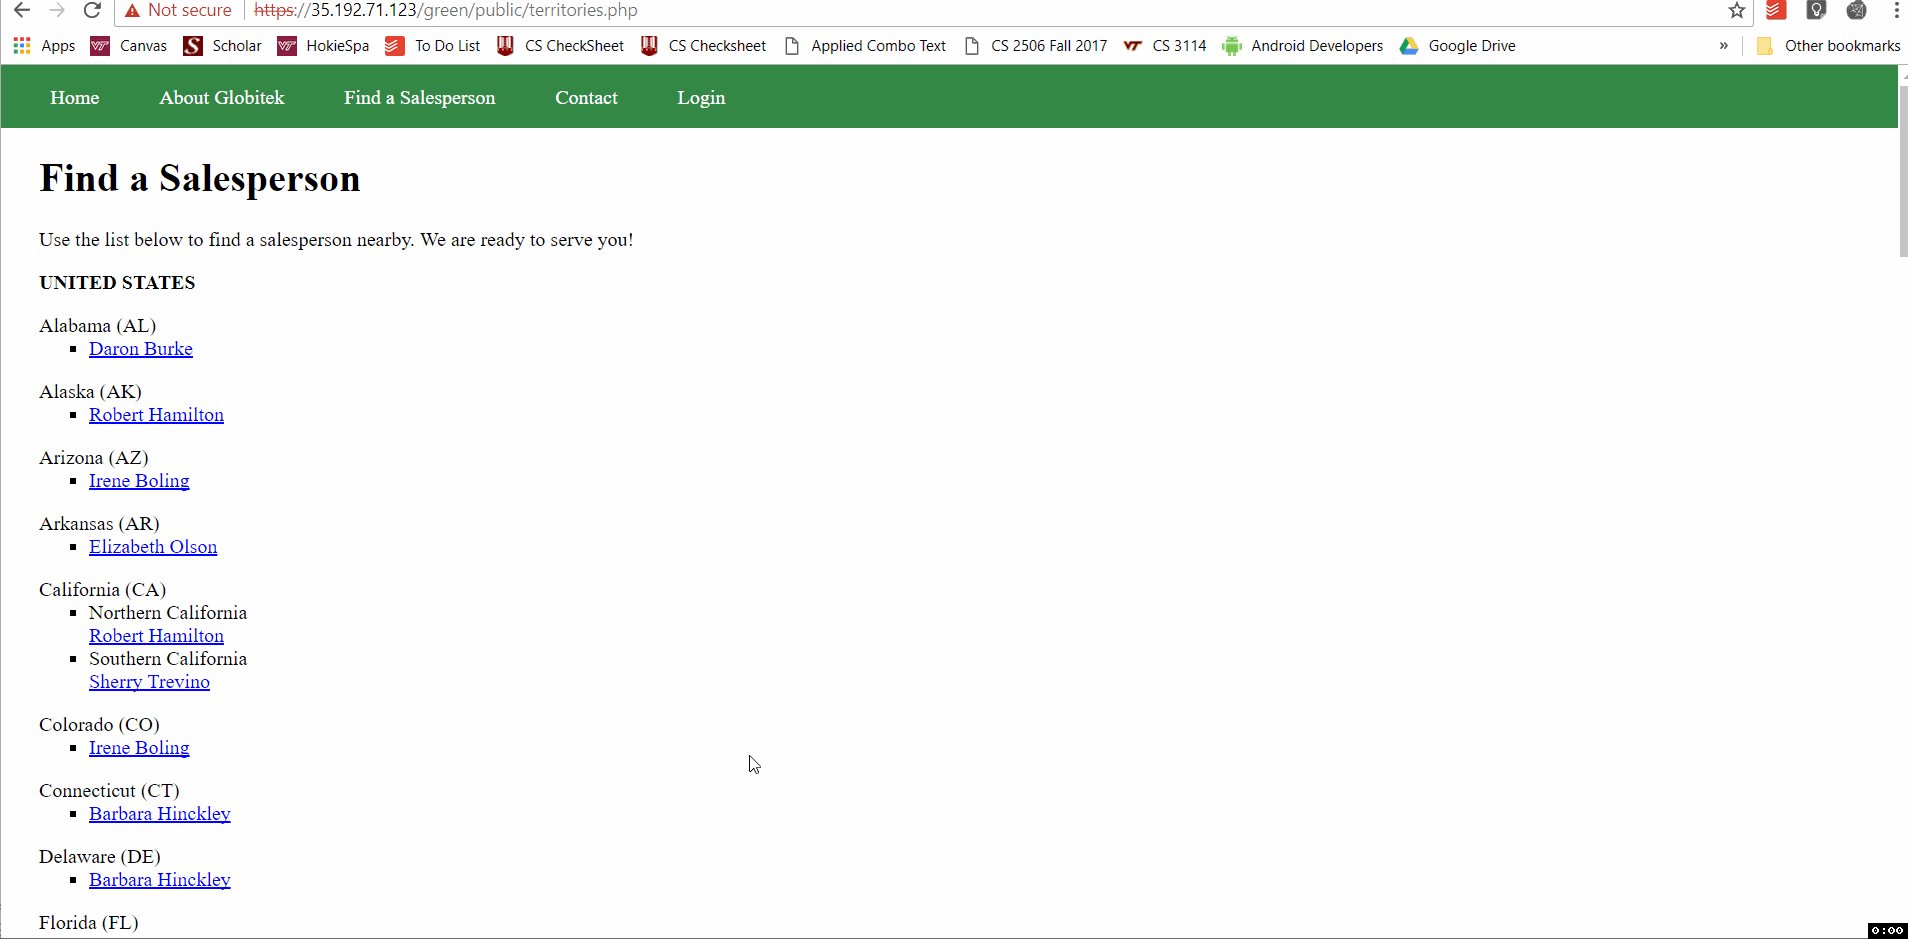 Not secure https://35.192.71.123/green/public/territories.php
Apps Canvas Scholar HokieSpa To Do List CS CheckSheet CS Checksheet Applied Combo Text CS 2506 Fall 2017 CS 3114 Android Developers Google Drive » Other bookmarks
Home About Globitek Find a Salesperson Contact Login
Find a Salesperson
Use the list below to find a salesperson nearby. We are ready to serve you!
UNITED STATES
Alabama (AL)
Daron Burke
Alaska (AK)
Robert Hamilton
Arizona (AZ)
Irene Boling
Arkansas (AR)
Elizabeth Olson
California (CA)
Northern California
Robert Hamilton
Southern California
Sherry Trevino
Colorado (CO)
Irene Boling
Connecticut (CT)
Barbara Hinckley
Delaware (DE)
Barbara Hinckley
Florida (FL)
0:00